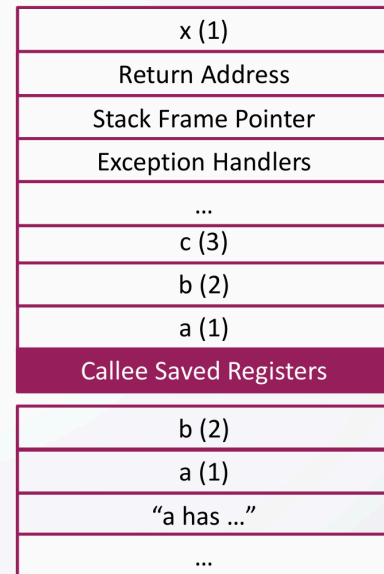 x (1)
Return Address
Stack Frame Pointer
Exception Handlers
...
c (3)
b (2)
a (1)
Callee Saved Registers
b (2)
a (1)
“a has ...”
...